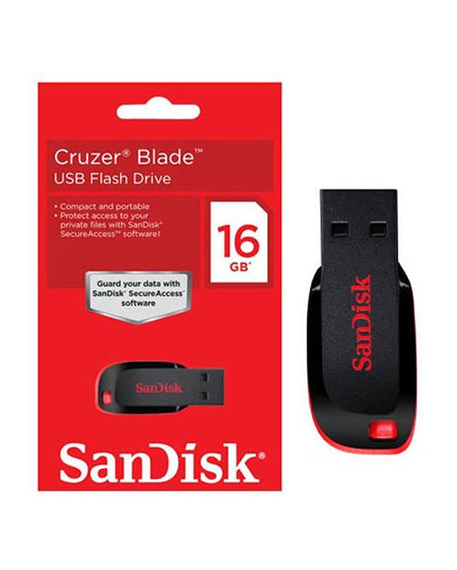 Cruzer® Blade™
USB Flash Drive
• Compact and portable
• Protect access to your
private files with SanDisk®
SecureAccess™ software‡
16
GB*
Guard your data with
SanDisk® SecureAccess™
software
SanDisk
SanDisk®
SanDisk